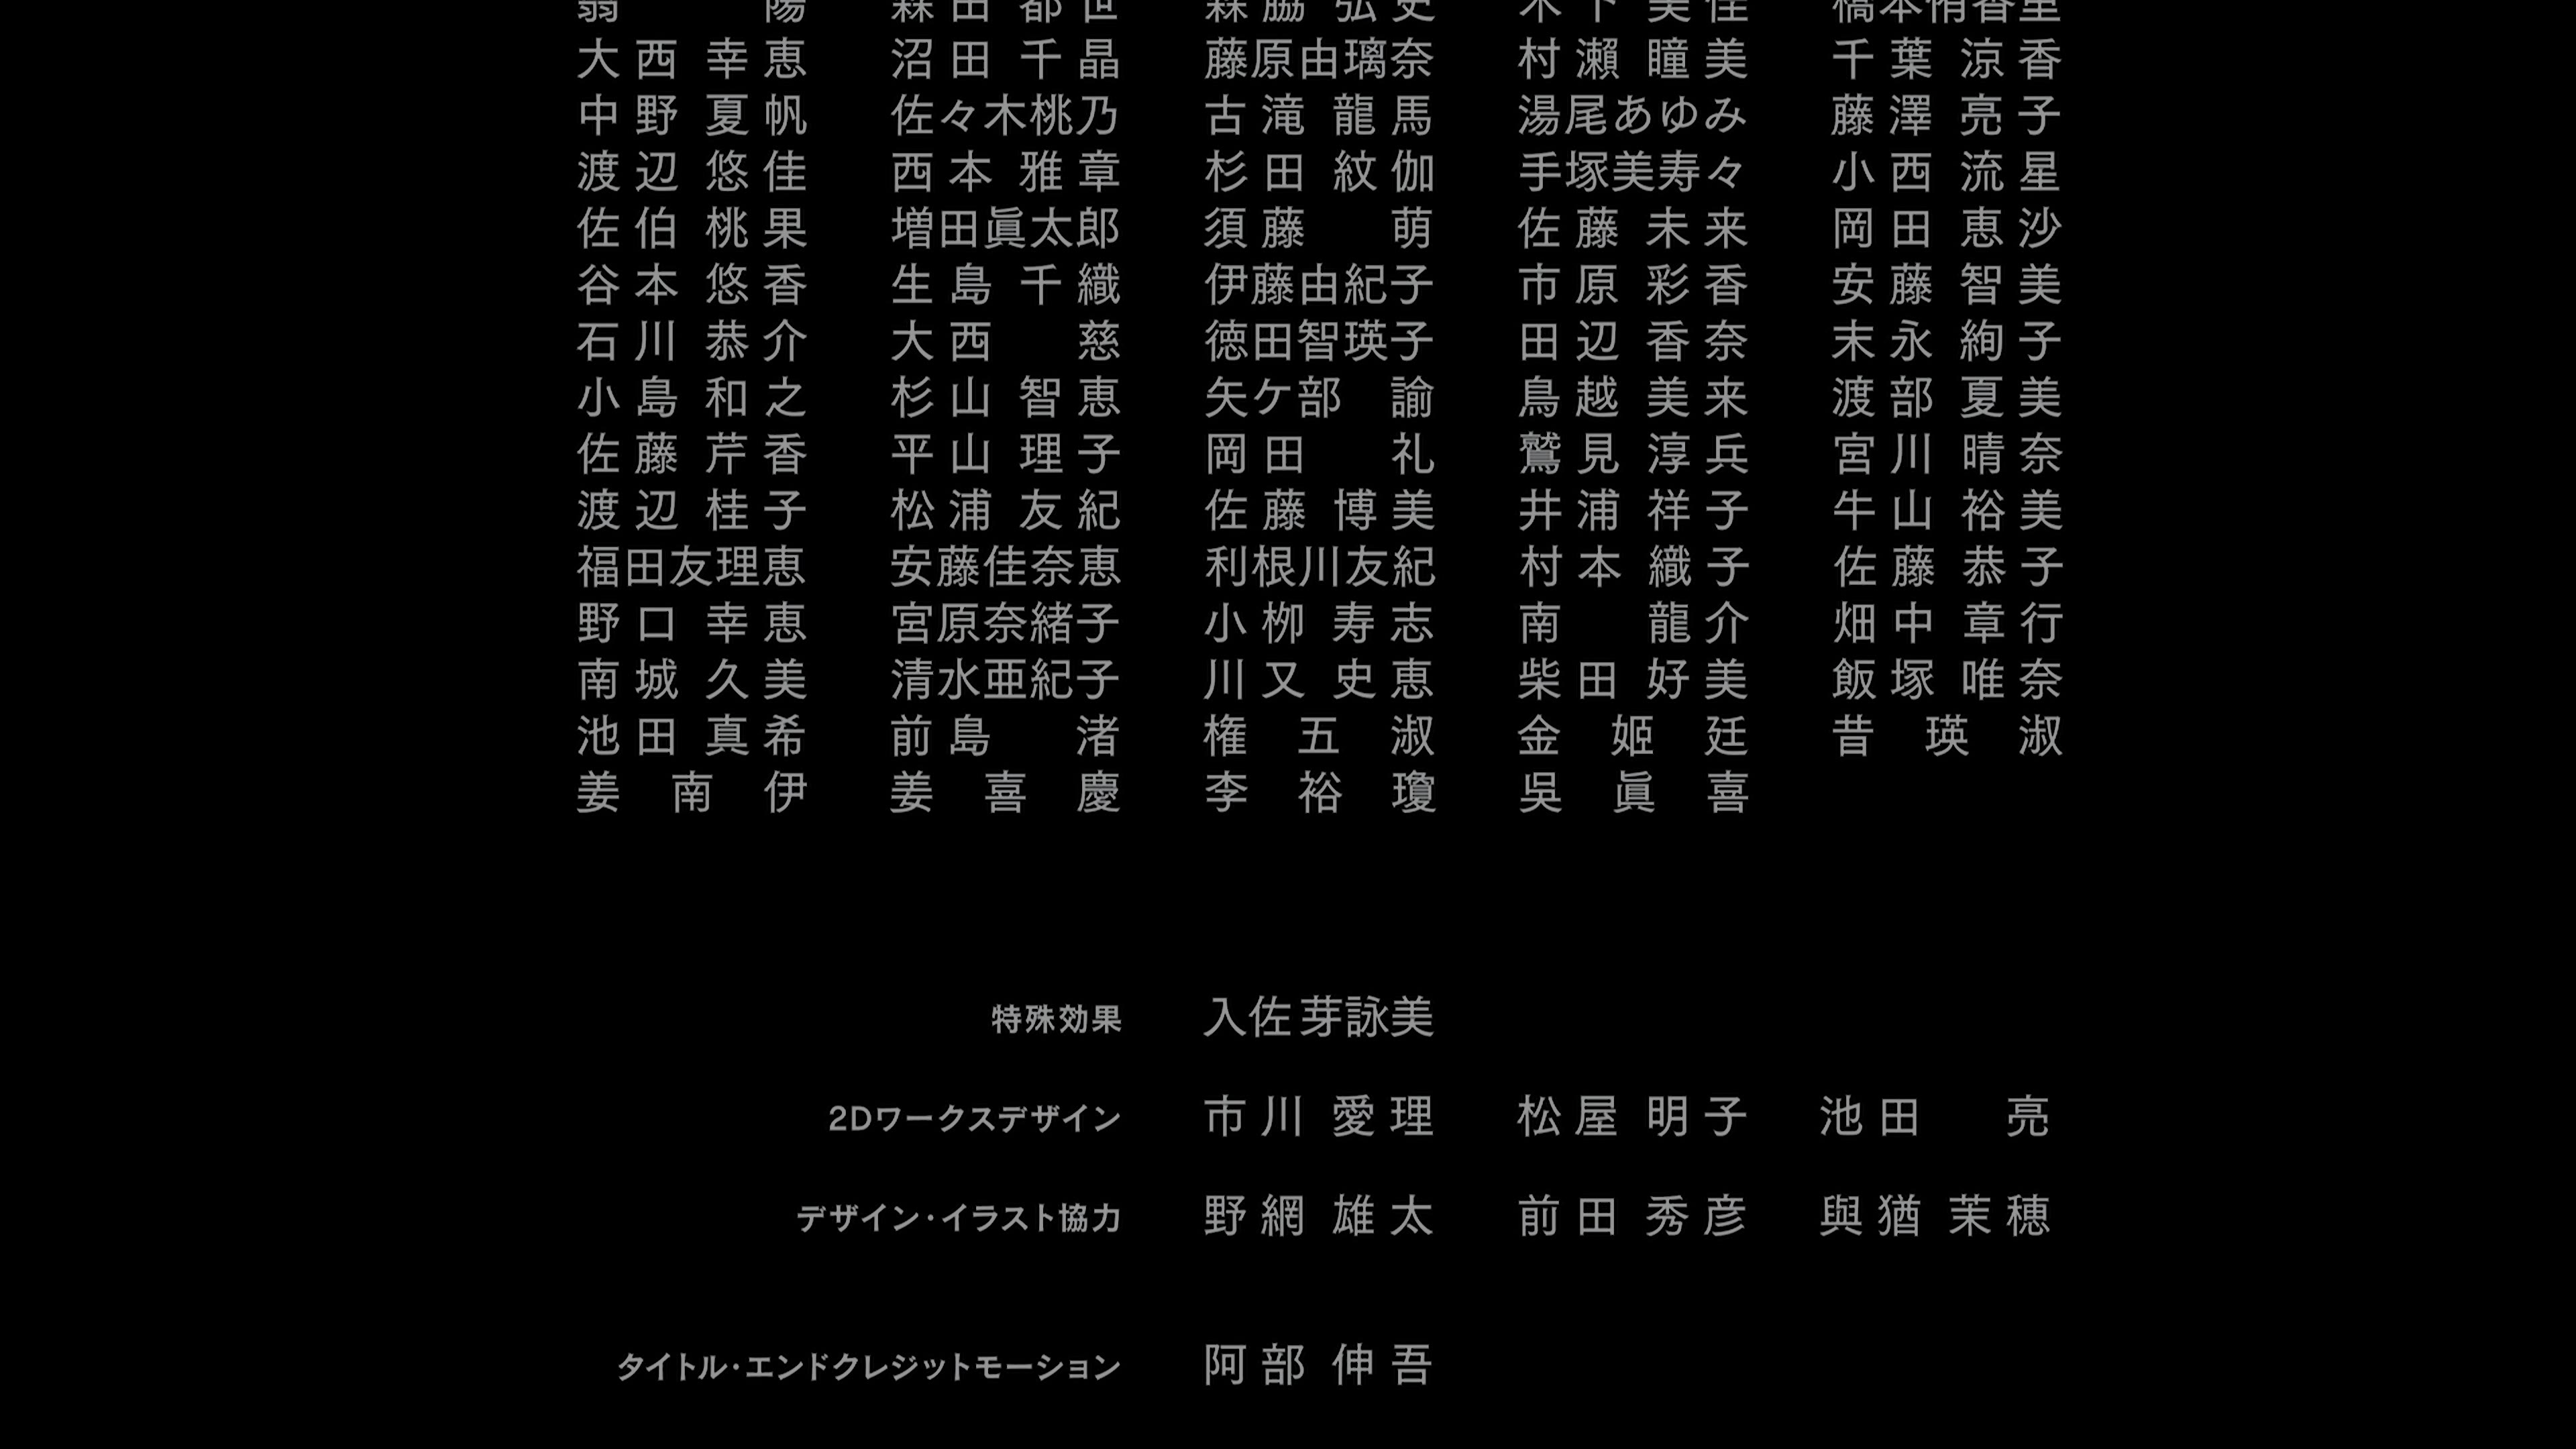 大西幸恵 沼田千晶 藤原由璃奈 村瀬瞳美 千葉涼香
中野夏帆 佐々木桃乃 古滝龍馬 湯尾あゆみ 藤澤亮子
渡辺悠佳 西本雅章 杉田紋伽 手塚美寿々 小西流星
佐伯桃果 増田眞太郎 須藤萌 佐藤未来 岡田恵沙
谷本悠香 生島千織 伊藤由紀子 市原彩香 安藤智美
石川恭介 大西慈 徳田智瑛子 田辺香奈 末永絢子
小島和之 杉山智恵 矢ケ部諭 鳥越美来 渡部夏美
佐藤芹香 平山理子 岡田礼 鷲見淳兵 宮川晴奈
渡辺桂子 松浦友紀 佐藤博美 井浦祥子 牛山裕美
福田友理恵 安藤佳奈恵 利根川友紀 村本織子 佐藤恭子
野口幸恵 宮原奈緒子 小栁寿志 南龍介 畑中章行
南城久美 清水亜紀子 川又史恵 柴田好美 飯塚唯奈
池田真希 前島渚 権五淑 金姫廷 昔瑛淑
姜南伊 姜喜慶 李裕瓊 呉眞喜
特殊効果 入佐芽詠美
2Dワークスデザイン 市川愛理 松屋明子 池田亮
デザイン・イラスト協力 野網雄太 前田秀彦 與猶茉穂
タイトル・エンドクレジットモーション 阿部伸吾